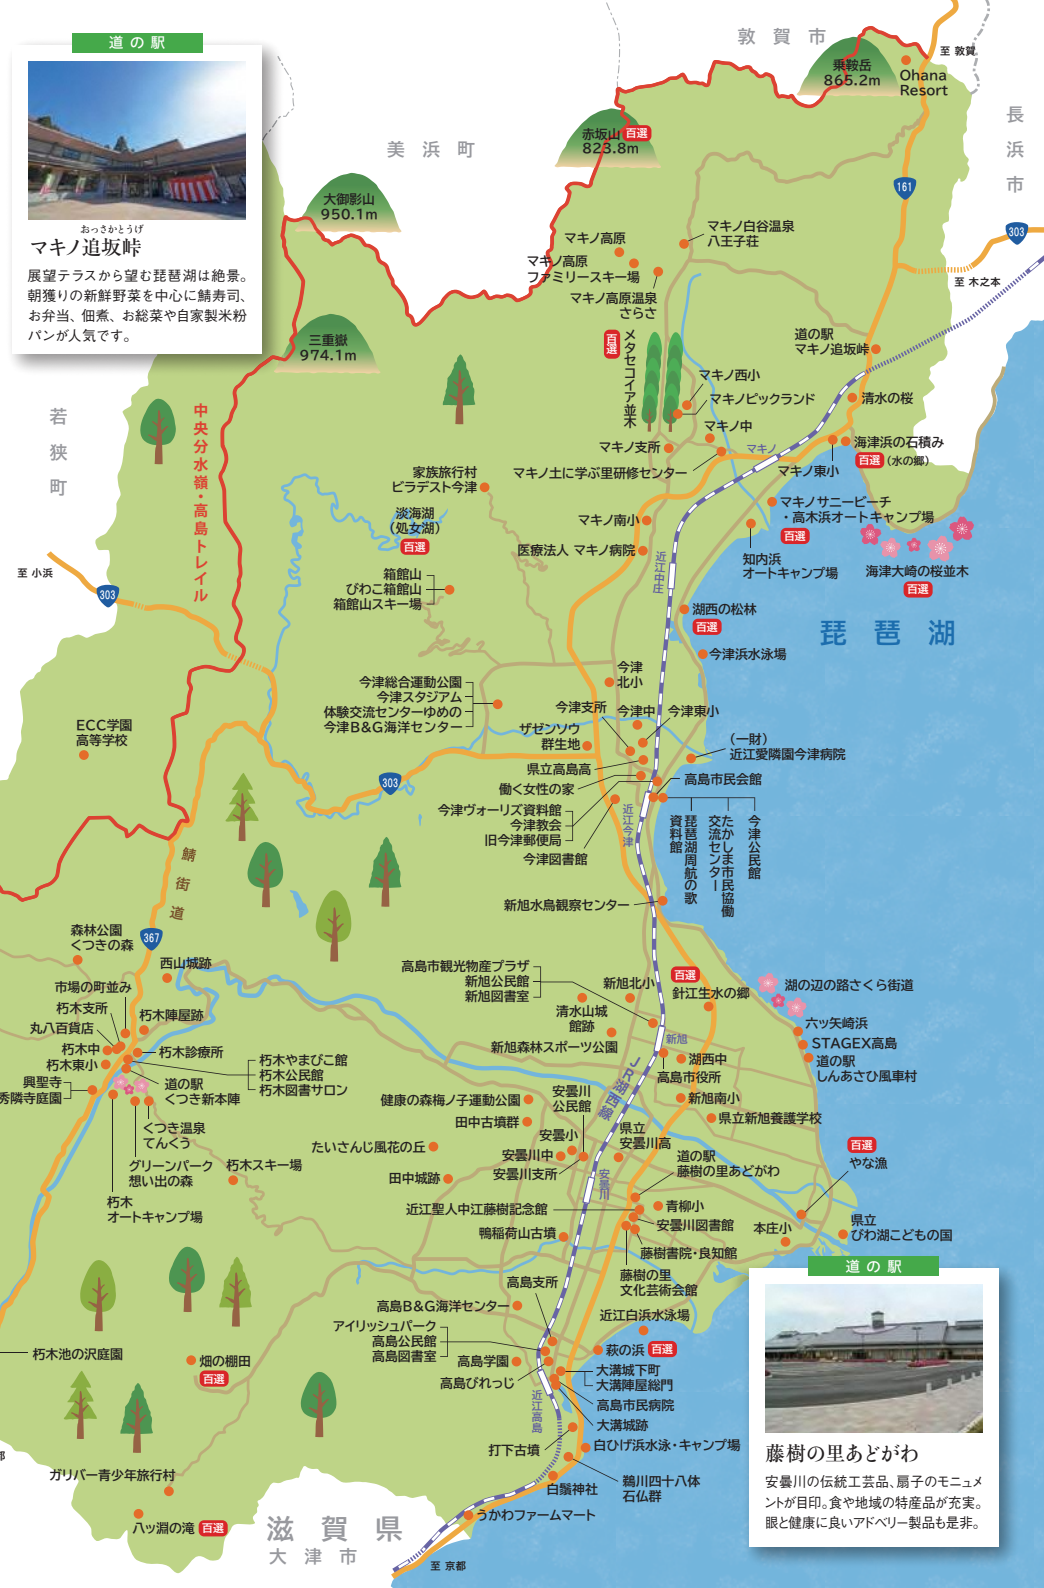 道の駅
おっさかとうげ
マキノ追坂峠
展望テラスから望む琵琶湖は絶景。
朝獲りの新鮮野菜を中心に鯖寿司、
お弁当、佃煮、お総菜や自家製米粉
パンが人気です。
敦賀市
至 敦賀
乗鞍岳
865.2m
Ohana
Resort
長浜市
美浜町
赤坂山 百選
823.8m
大御影山
950.1m
161
303
至 木之本
マキノ白谷温泉
八王子荘
マキノ高原
マキノ高原
ファミリースキー場
マキノ高原温泉
さらさ
三重嶽
974.1m
百選
メタセコイア並木
道の駅
マキノ追坂峠
マキノ西小
マキノピックランド
清水の桜
マキノ中
若狭町
中央分水嶺・高島トレイル
マキノ支所
マキノ
海津浜の石積み
百選 (水の郷)
マキノ東小
マキノ土に学ぶ里研修センター
家族旅行村
ビラデスト今津
マキノサニービーチ
・高木浜オートキャンプ場
百選
淡海湖
(処女湖)
百選
マキノ南小
医療法人 マキノ病院
近江中庄
知内浜
オートキャンプ場
海津大崎の桜並木
百選
至 小浜
303
箱館山
びわこ箱館山
箱館山スキー場
湖西の松林
百選
琵琶湖
今津浜水泳場
今津
北小
今津総合運動公園
今津スタジアム
体験交流センターゆめの
今津B&G海洋センター
今津支所
今津中
今津東小
ザゼンソウ
群生地
ECC学園
高等学校
(一財)
近江愛隣園今津病院
県立高島高
働く女性の家
高島市民会館
303
今津ヴォーリズ資料館
今津教会
旧今津郵便局
今津図書館
近江今津
琵琶湖周航の歌
資料館
たかしま市民協働
交流センター
今津公民館
鯖街道
新旭水鳥観察センター
367
森林公園
くつきの森
西山城跡
市場の町並み
朽木支所
朽木陣屋跡
丸八百貨店
朽木中
朽木診療所
朽木東小
朽木やまびこ館
朽木公民館
朽木図書サロン
興聖寺
秀隣寺庭園
道の駅
くつき新本陣
くつき温泉
てんくう
グリーンパーク
想い出の森
朽木スキー場
朽木
オートキャンプ場
高島市観光物産プラザ
新旭公民館
新旭図書室
新旭北小
百選
針江生水の郷
湖の辺の路さくら街道
清水山城
館跡
六ッ矢崎浜
STAGEX高島
道の駅
しんあさひ風車村
新旭森林スポーツ公園
新旭
湖西中
高島市役所
JR湖西線
健康の森梅ノ子運動公園
安曇川
公民館
新旭南小
県立新旭養護学校
田中古墳群
安曇小
県立
安曇川高
たいさんじ風花の丘
安曇川中
安曇川支所
道の駅
藤樹の里あどがわ
百選
やな漁
田中城跡
安曇川
近江聖人中江藤樹記念館
青柳小
安曇川図書館
本庄小
県立
びわ湖こどもの国
鴨稲荷山古墳
藤樹書院・良知館
藤樹の里
文化芸術会館
高島支所
高島B&G海洋センター
近江白浜水泳場
アイリッシュパーク
高島公民館
高島図書室
萩の浜 百選
高島学園
大溝城下町
大溝陣屋総門
高島びれっじ
高島市民病院
近江高島
大溝城跡
朽木池の沢庭園
畑の棚田
百選
打下古墳
白ひげ浜水泳・キャンプ場
鵜川四十八体
石仏群
白鬚神社
うかわファームマート
ガリバー青少年旅行村
八ッ淵の滝 百選
滋賀県
大津市
至 京都
都
道の駅
藤樹の里あどがわ
安曇川の伝統工芸品、扇子のモニュメ
ントが目印。食や地域の特産品が充実。
眼と健康に良いアドベリー製品も是非。